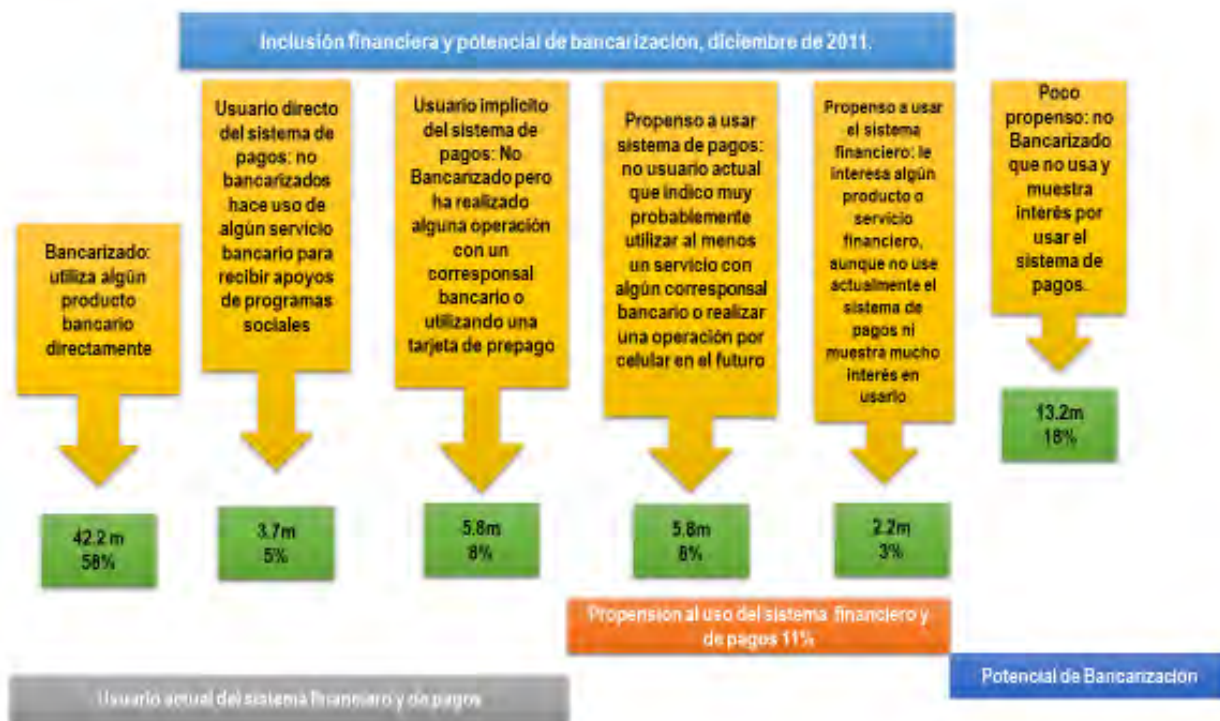 Inclusión financiera y potencial de bancarización, diciembre de 2011.
Bancarizado:
utiliza algún
producto
bancario
directamente
Usuario directo
del sistema de
pagos: no
bancarizados
hace uso de
algún servicio
bancario para
recibir apoyos
de programas
sociales
Usuario implícito
del sistema de
pagos: No
Bancarizado pero
ha realizado
alguna operación
con un
corresponsal
bancario o
utilizando una
tarjeta de prepago
Propenso a usar
sistema de pagos:
no usuario actual
que indico muy
probablemente
utilizar al menos
un servicio con
algún corresponsal
bancario o realizar
una operación por
celular en el futuro
Propenso a usar
el sistema
financiero: le
interesa algún
producto o
servicio
financiero,
aunque no use
actualmente el
sistema de
pagos ni
muestra mucho
interés en
usarlo
Poco
propenso: no
Bancarizado
que no usa y
muestra
interés por
usar el
sistema de
pagos.
42.2 m
58%
3.7m
5%
5.8m
8%
5.8m
8%
2.2m
3%
13.2m
18%
Propensión al uso del sistema financiero y
de pagos 11%
Potencial de Bancarización
Usuario actual del sistema financiero y de pagos